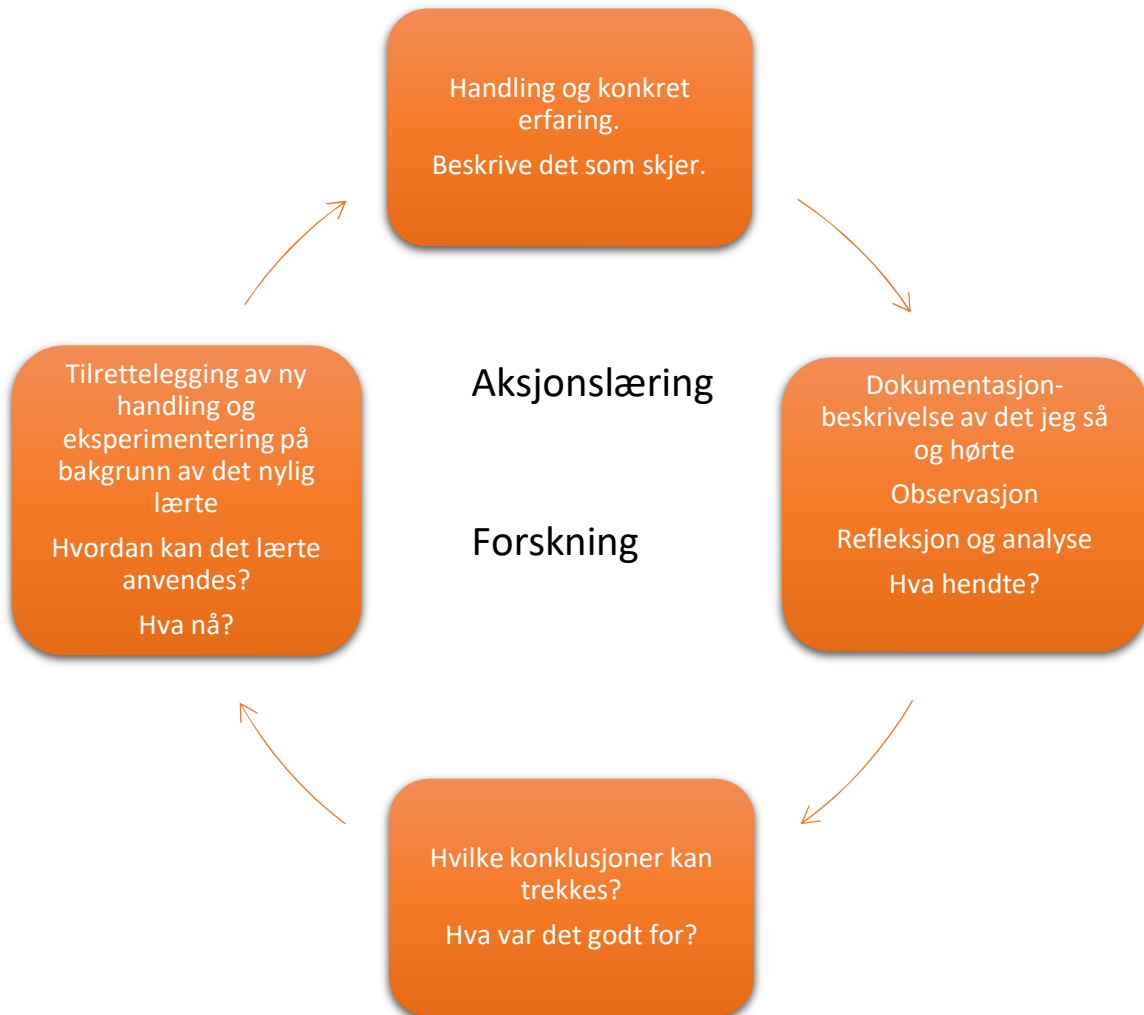 Handling og konkret
erfaring.
Beskrive det som skjer.
Aksjonslæring
Forskning
Dokumentasjon-
beskrivelse av det jeg så
og hørte
Observasjon
Refleksjon og analyse
Hva hendte?
Hvilke konklusjoner kan
trekkes?
Hva var det godt for?
Tilrettelegging av ny
handling og
eksperimentering på
bakgrunn av det nylig
lærte
Hvordan kan det lærte
anvendes?
Hva nå?